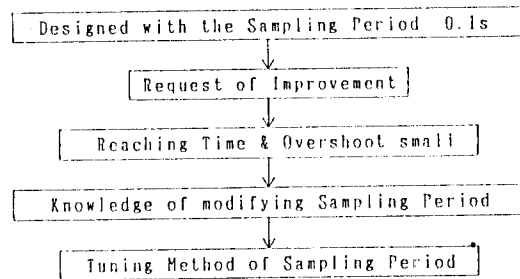 Designed with the Sampling Period 0.1s
Request of Improvement
Reaching Time & Overshoot small
Knowledge of modifying Sampling Period
Tuning Method of Sampling Period